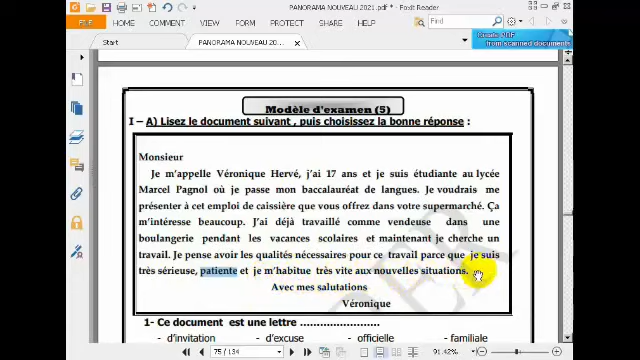 PANORAMA NOUVEAU 2021.pdf * - Foxit Reader
FILE HOME COMMENT VIEW FORM PROTECT SHARE HELP
Find
Start PANORAMA NOUVEAU 2021.p...
Create PDF
from scanned documents
Modèle d'examen (5)
I – A) Lisez le document suivant , puis choisissez la bonne réponse :
Monsieur
Je m'appelle Véronique Hervé, j'ai 17 ans et je suis étudiante au lycée
Marcel Pagnol où je passe mon baccalauréat de langues. Je voudrais me
présenter à cet emploi de caissière que vous offrez dans votre supermarché. Ça
m'intéresse beaucoup. J'ai déjà travaillé comme vendeuse dans une
boulangerie pendant les vacances scolaires et maintenant je cherche un
travail. Je pense avoir les qualités nécessaires pour ce travail parce que je suis
très sérieuse, patiente et je m'habitue très vite aux nouvelles situations.
Avec mes salutations
Véronique
1- Ce document est une lettre ........................
- d'invitation - d'excuse - officielle - familiale
75 / 134
91.42%